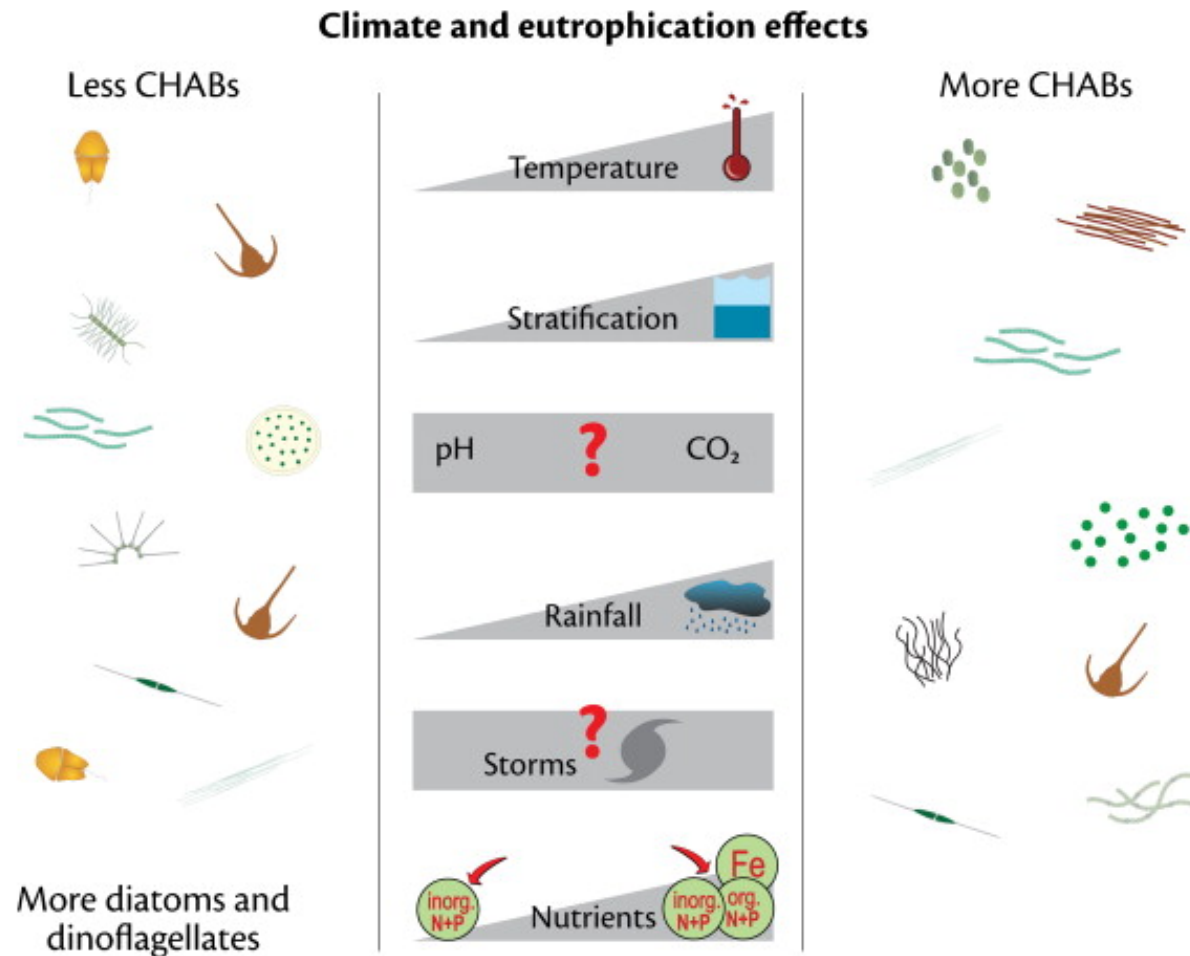 Climate and eutrophication effects
Less CHABs
More CHABs
Temperature
Stratification
pH
?
CO₂
Rainfall
?
Storms
Fe
inorg.
N+P
inorg.
N+P
org.
N+P
Nutrients
More diatoms and
dinoflagellates